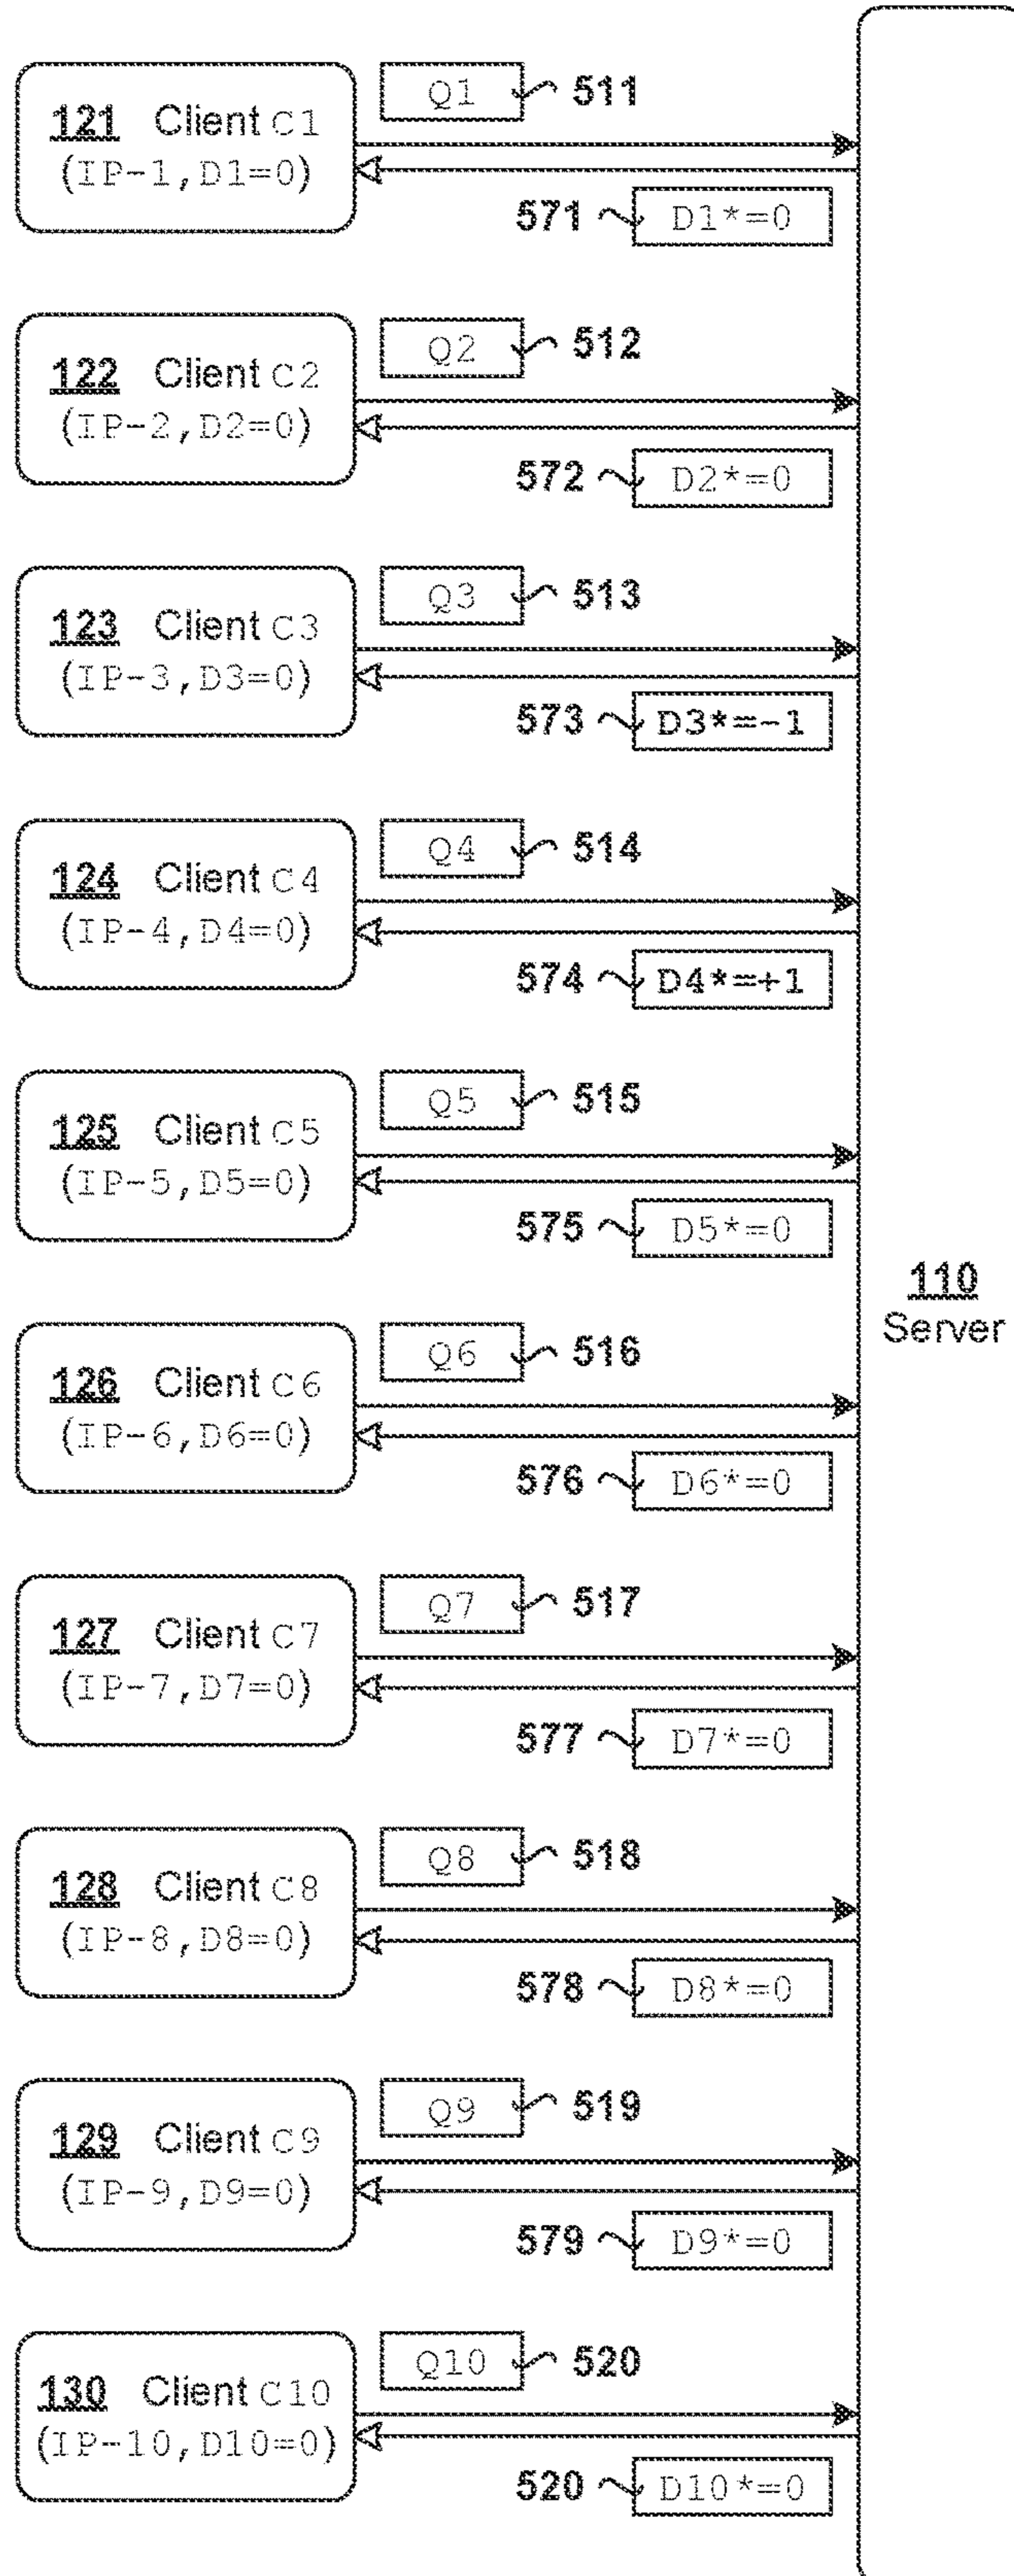 Q1 511
121 Client C1
(IP-1,D1=0)
571 D1*=0
Q2 512
122 Client C2
(IP-2,D2=0)
572 D2*=0
Q3 513
123 Client C3
(IP-3,D3=0)
573 D3*=-1
Q4 514
124 Client C4
(IP-4,D4=0)
574 D4*=+1
Q5 515
125 Client C5
(IP-5,D5=0)
575 D5*=0
110
Server
Q6 516
126 Client C6
(IP-6,D6=0)
576 D6*=0
Q7 517
127 Client C7
(IP-7,D7=0)
577 D7*=0
Q8 518
128 Client C8
(IP-8,D8=0)
578 D8*=0
Q9 519
129 Client C9
(IP-9,D9=0)
579 D9*=0
Q10 520
130 Client C10
(IP-10,D10=0)
520 D10*=0